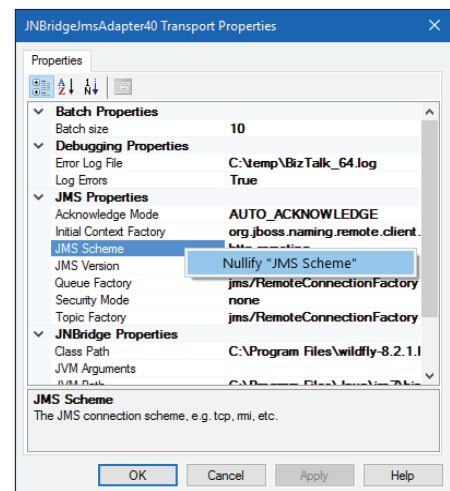 JNBridgeJmsAdapter40 Transport Properties
Properties
Batch Properties
Batch size 10
Debugging Properties
Error Log File C:\temp\BizTalk_64.log
Log Errors True
JMS Properties
Acknowledge Mode AUTO_ACKNOWLEDGE
Initial Context Factory org.jboss.naming.remote.client.
JMS Scheme
JMS Version
Nullify "JMS Scheme"
Queue Factory jms/RemoteConnectionFactory
Security Mode none
Topic Factory jms/RemoteConnectionFactory
JNBridge Properties
Class Path C:\Program Files\wildfly-8.2.1.
JVM Arguments
JMS Scheme
The JMS connection scheme, e.g. tcp, rmi, etc.
OK Cancel Apply Help